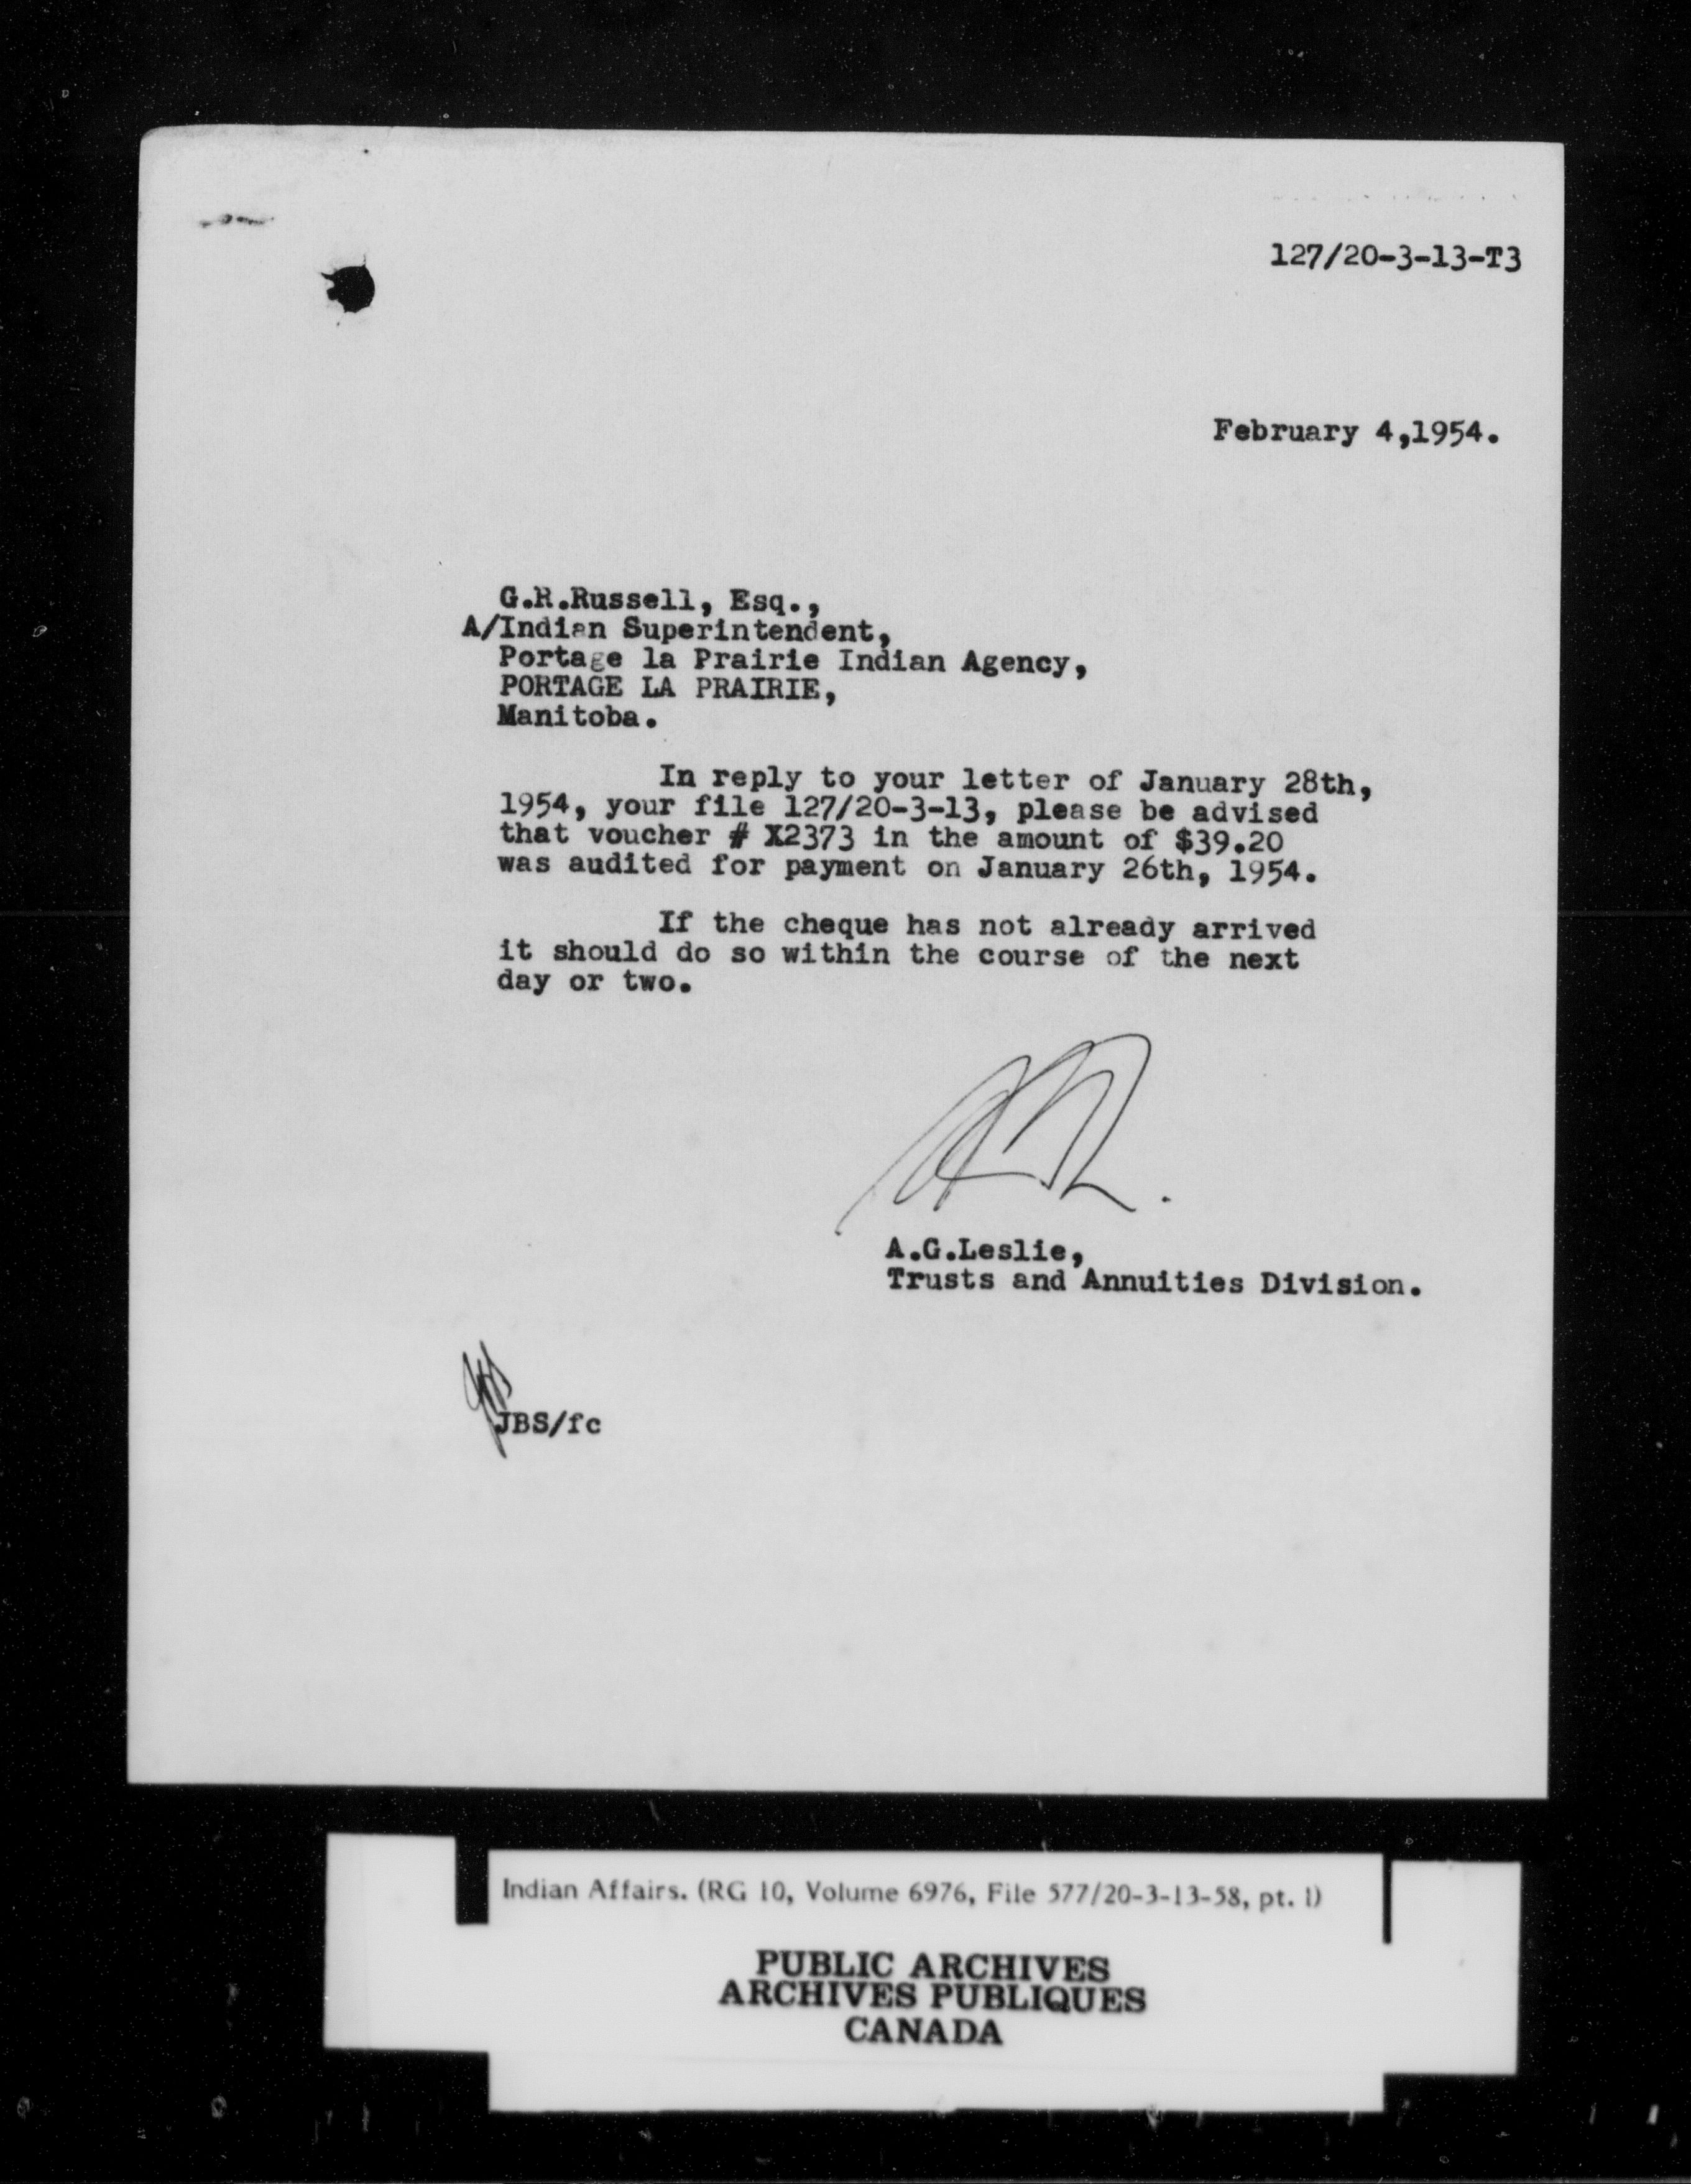 127/20-3-13-T3
February 4,1954.
G.R.Russell, Esq.,
A/Indian Superintendent,
Portage la Prairie Indian Agency,
PORTAGE LA PRAIRIE,
Manitoba.
In reply to your letter of January 28th,
1954, your file 127/20-3-13, please be advised
that voucher # X2373 in the amount of $39.20
was audited for payment on January 26th, 1954.
If the cheque has not already arrived
it should do so within the course of the next
day or two.
A.G.Leslie,
Trusts and Annuities Division.
JBS/fc
Indian Affairs. (RG 10, Volume 6976, File 577/20-3-13-58, pt. 1)
PUBLIC ARCHIVES
ARCHIVES PUBLIQUES
CANADA